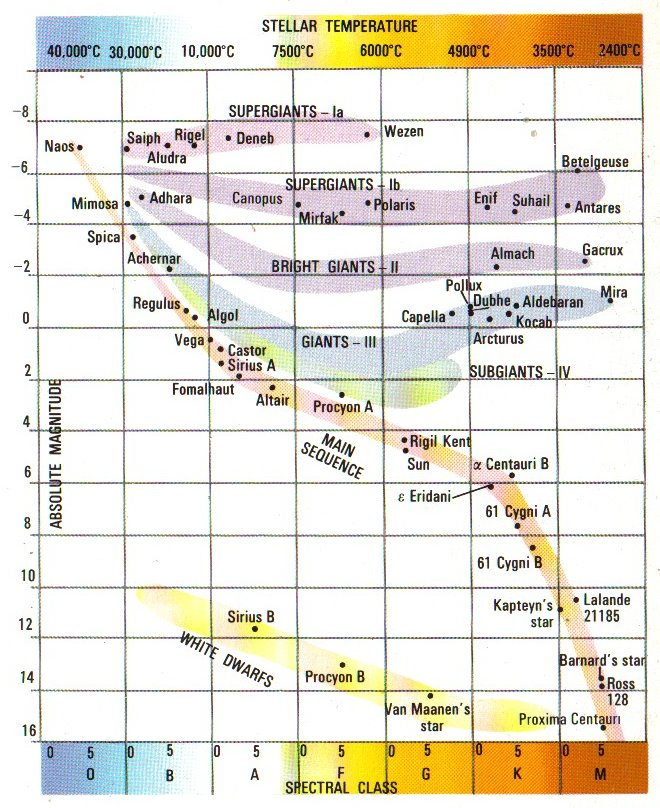 STELLAR TEMPERATURE
40,000°C 30,000°C 10,000°C 7500°C 6000°C 4900°C 3500°C 2400°C
-8
SUPERGIANTS - Ia
Naos
Saiph
Rigel
Deneb
Wezen
Aludra
-6
SUPERGIANTS - Ib
Betelgeuse
Mimosa
Adhara
Canopus
Mirfak
Polaris
Enif
Suhail
Antares
-4
Spica
Achernar
BRIGHT GIANTS - II
Almach
Gacrux
-2
Regulus
Algol
Pollux
Dubhe
Aldebaran
Mira
Capella
Kocab
Arcturus
0
Vega
GIANTS - III
Castor
Sirius A
SUBGIANTS - IV
2
Fomalhaut
Altair
Procyon A
4
MAIN
SEQUENCE
Rigil Kent
Sun
α Centauri B
6
ε Eridani
61 Cygni A
8
61 Cygni B
10
Kapteyn's
star
Lalande
21185
12
Sirius B
WHITE DWARFS
Procyon B
Barnard's star
Ross
128
14
Van Maanen's
star
Proxima Centauri
16
ABSOLUTE MAGNITUDE
0 5 0 5 0 5 0 5 0 5 0 5 0 5
O B A F G K M
SPECTRAL CLASS